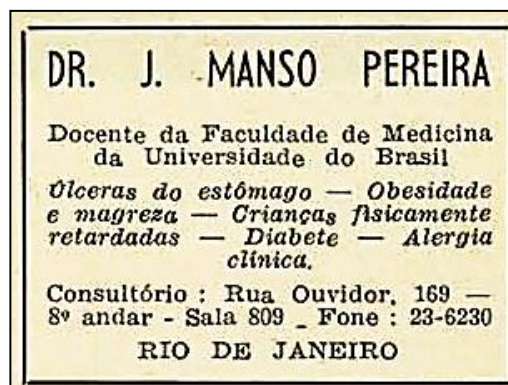 DR. J. MANSO PEREIRA
Docente da Faculdade de Medicina
da Universidade do Brasil
Úlceras do estômago — Obesidade
e magreza — Crianças fisicamente
retardadas — Diabete — Alergia
clínica.
Consultório : Rua Ouvidor, 169 —
8º andar - Sala 809 - Fone : 23-6230
RIO DE JANEIRO